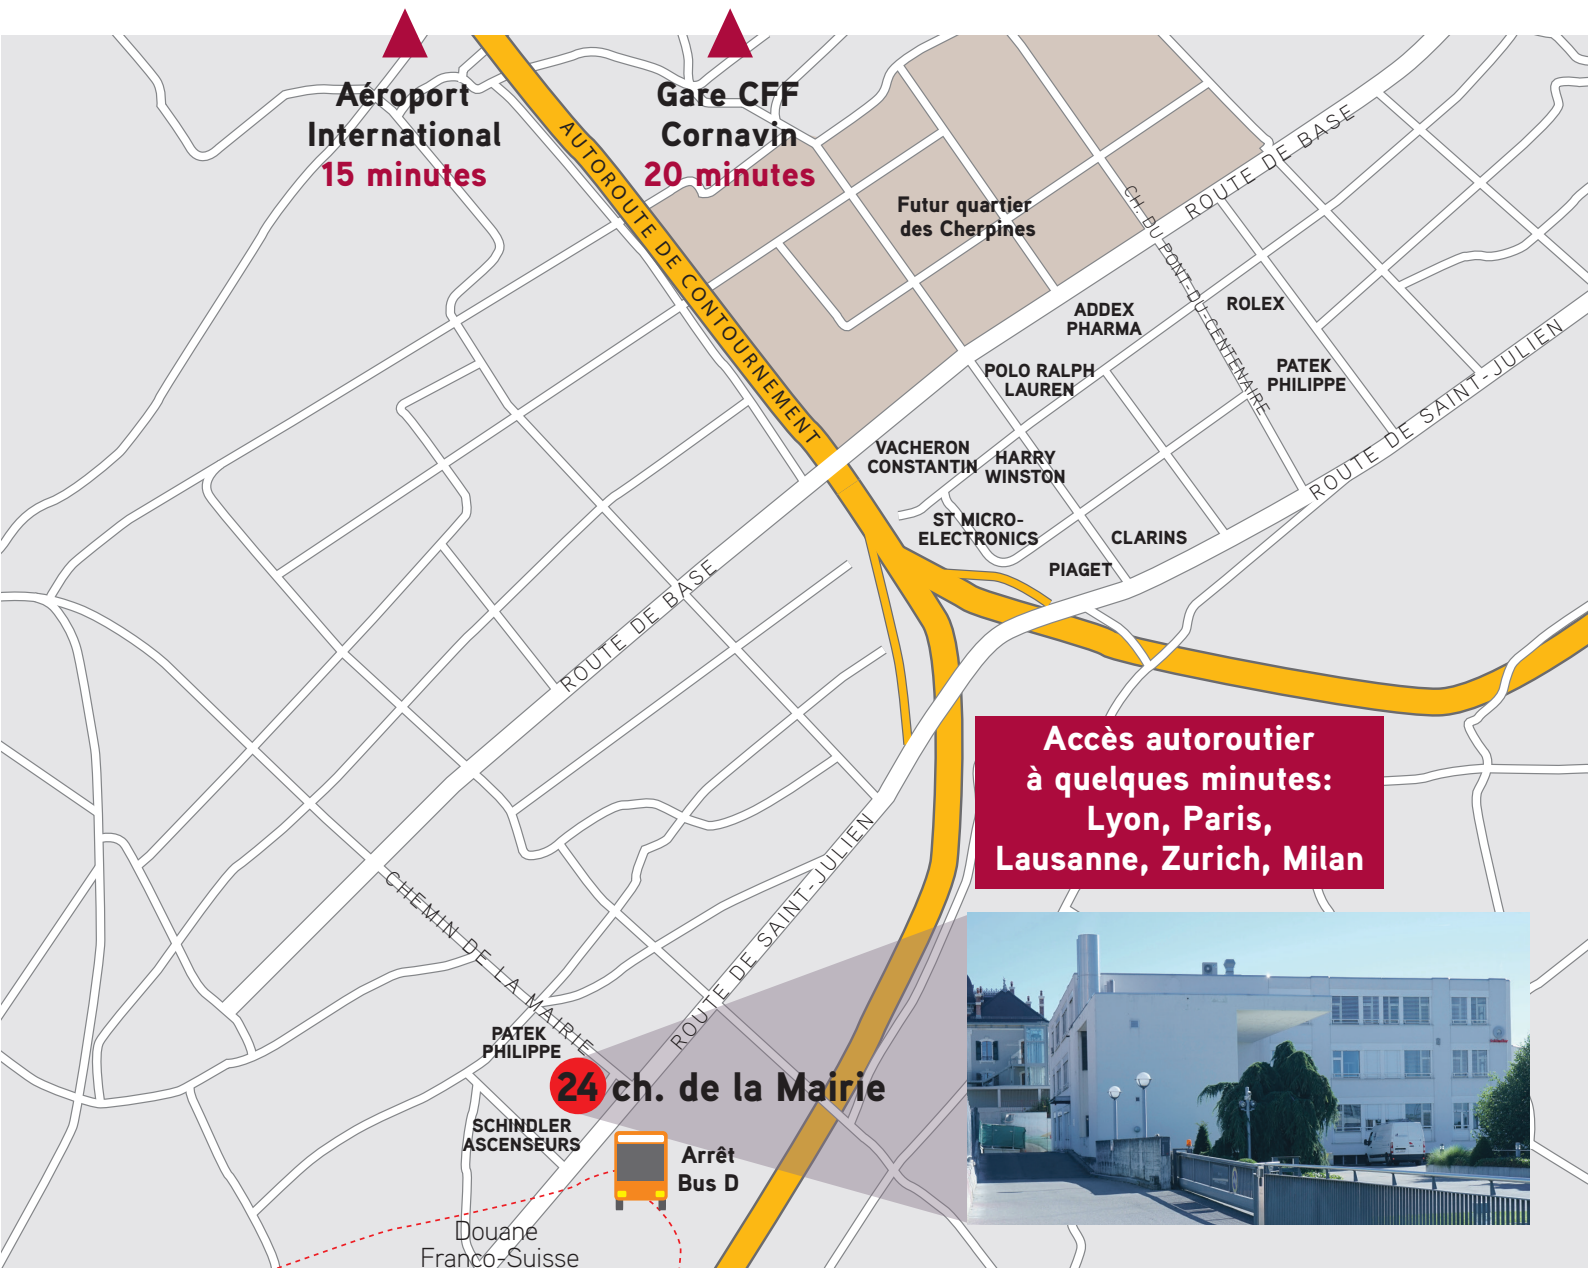 Aéroport
International
15 minutes
Gare CFF
Cornavin
20 minutes
AUTOROUTE DE CONTOURNEMENT
Futur quartier
des Cherpines
ROUTE DE BASE
CH. DU PONT-DU-CENTENAIRE
ADDEX
PHARMA
ROLEX
POLO RALPH
LAUREN
PATEK
PHILIPPE
ROUTE DE SAINT-JULIEN
VACHERON
CONSTANTIN
HARRY
WINSTON
ST MICRO-
ELECTRONICS
CLARINS
PIAGET
ROUTE DE BASE
Accès autoroutier
à quelques minutes:
Lyon, Paris,
Lausanne, Zurich, Milan
CHEMIN DE LA MAIRIE
ROUTE DE SAINT-JULIEN
PATEK
PHILIPPE
24 ch. de la Mairie
SCHINDLER
ASCENSEURS
Arrêt
Bus D
Douane
Franco-Suisse